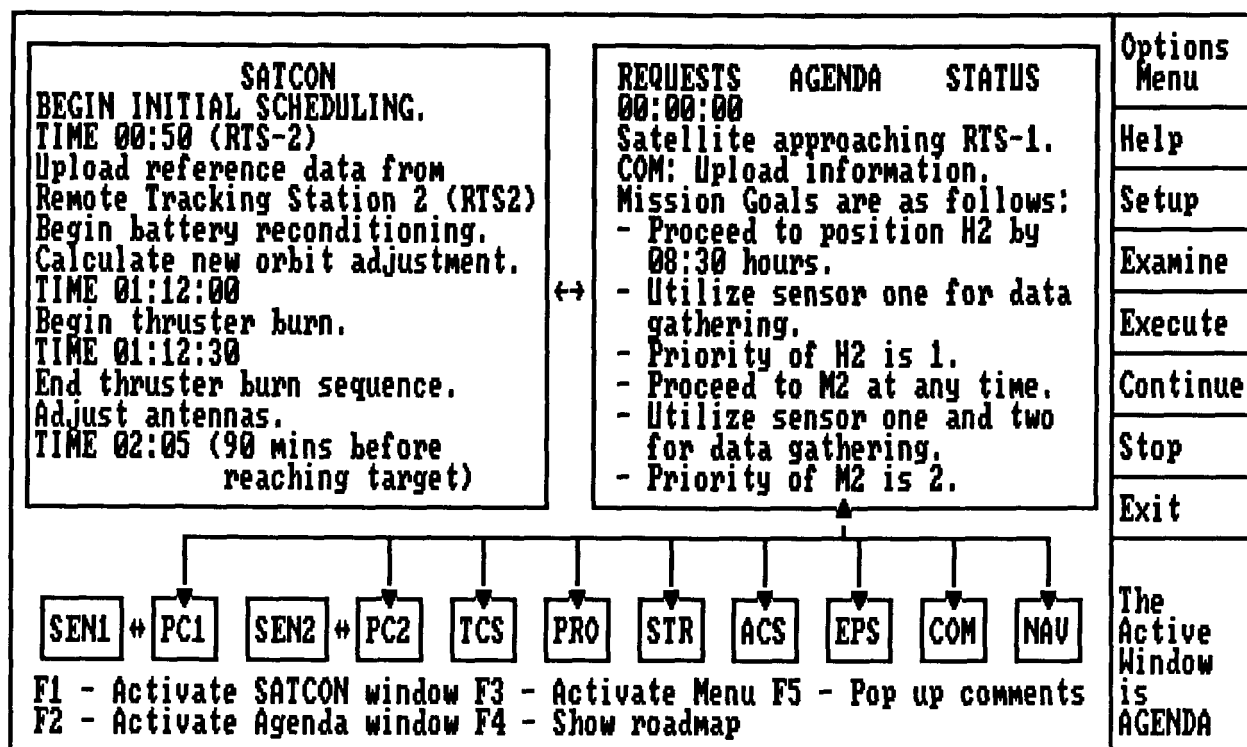 SATCON
BEGIN INITIAL SCHEDULING.
TIME 00:50 (RTS-2)
Upload reference data from
Remote Tracking Station 2 (RTS2)
Begin battery reconditioning.
Calculate new orbit adjustment.
TIME 01:12:00
Begin thruster burn.
TIME 01:12:30
End thruster burn sequence.
Adjust antennas.
TIME 02:05 (90 mins before
reaching target)
REQUESTS AGENDA STATUS
00:00:00
Satellite approaching RTS-1.
COM: Upload information.
Mission Goals are as follows:
- Proceed to position H2 by
08:30 hours.
- Utilize sensor one for data
gathering.
- Priority of H2 is 1.
- Proceed to M2 at any time.
- Utilize sensor one and two
for data gathering.
- Priority of M2 is 2.
Options
Menu
Help
Setup
Examine
Execute
Continue
Stop
Exit
SEN1 ↔ PC1 SEN2 ↔ PC2 TCS PRO STR ACS EPS COM NAV
F1 - Activate SATCON window F3 - Activate Menu F5 - Pop up comments
F2 - Activate Agenda window F4 - Show roadmap
The
Active
Window
is
AGENDA